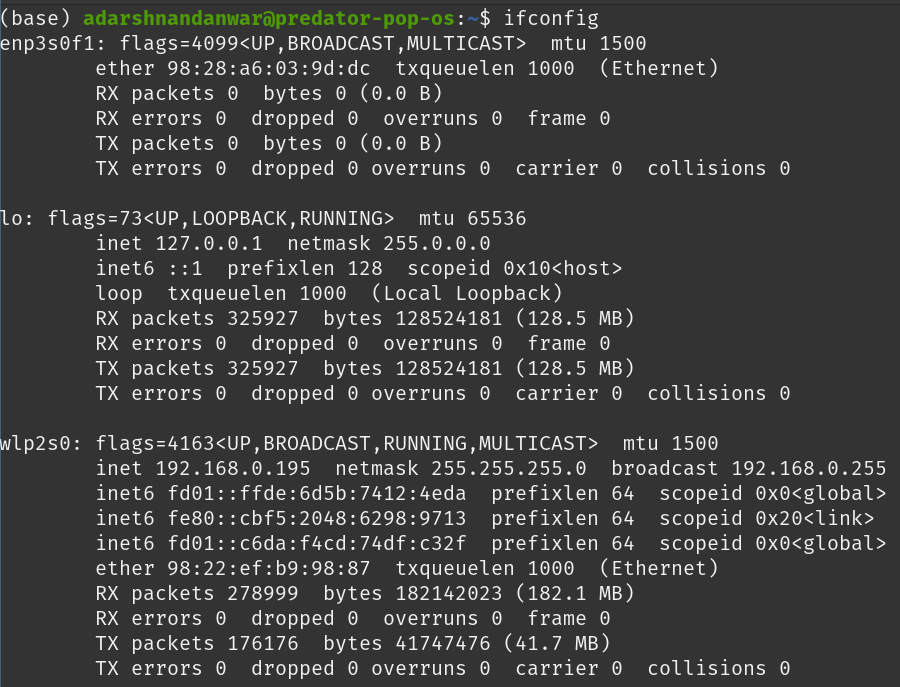 (base) adarshnandanwar@predator-pop-os:~$ ifconfig
enp3s0f1: flags=4099<UP,BROADCAST,MULTICAST>  mtu 1500
        ether 98:28:a6:03:9d:dc  txqueuelen 1000  (Ethernet)
        RX packets 0  bytes 0 (0.0 B)
        RX errors 0  dropped 0  overruns 0  frame 0
        TX packets 0  bytes 0 (0.0 B)
        TX errors 0  dropped 0 overruns 0  carrier 0  collisions 0

lo: flags=73<UP,LOOPBACK,RUNNING>  mtu 65536
        inet 127.0.0.1  netmask 255.0.0.0
        inet6 ::1  prefixlen 128  scopeid 0x10<host>
        loop  txqueuelen 1000  (Local Loopback)
        RX packets 325927  bytes 128524181 (128.5 MB)
        RX errors 0  dropped 0  overruns 0  frame 0
        TX packets 325927  bytes 128524181 (128.5 MB)
        TX errors 0  dropped 0 overruns 0  carrier 0  collisions 0

wlp2s0: flags=4163<UP,BROADCAST,RUNNING,MULTICAST>  mtu 1500
        inet 192.168.0.195  netmask 255.255.255.0  broadcast 192.168.0.255
        inet6 fd01::ffde:6d5b:7412:4eda  prefixlen 64  scopeid 0x0<global>
        inet6 fe80::cbf5:2048:6298:9713  prefixlen 64  scopeid 0x20<link>
        inet6 fd01::c6da:f4cd:74df:c32f  prefixlen 64  scopeid 0x0<global>
        ether 98:22:ef:b9:98:87  txqueuelen 1000  (Ethernet)
        RX packets 278999  bytes 182142023 (182.1 MB)
        RX errors 0  dropped 0  overruns 0  frame 0
        TX packets 176176  bytes 41747476 (41.7 MB)
        TX errors 0  dropped 0 overruns 0  carrier 0  collisions 0